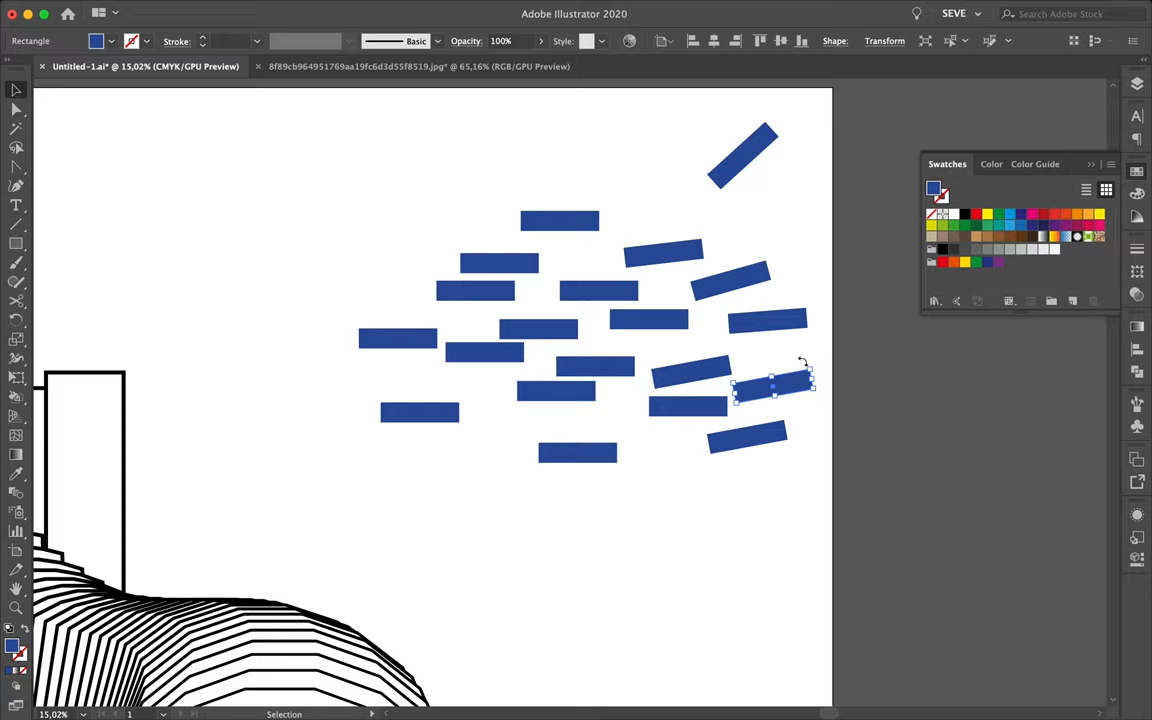 Adobe Illustrator 2020
SEVE
Search Adobe Stock
Rectangle
Stroke:
Basic
Opacity:
100%
Style:
Shape:
Transform
Untitled-1.ai* @ 15,02% (CMYK/GPU Preview)
8f89cb964951769aa19fc6d3d55f8519.jpg* @ 65,16% (RGB/GPU Preview)
Swatches
Color
Color Guide
15,02%
1
Selection